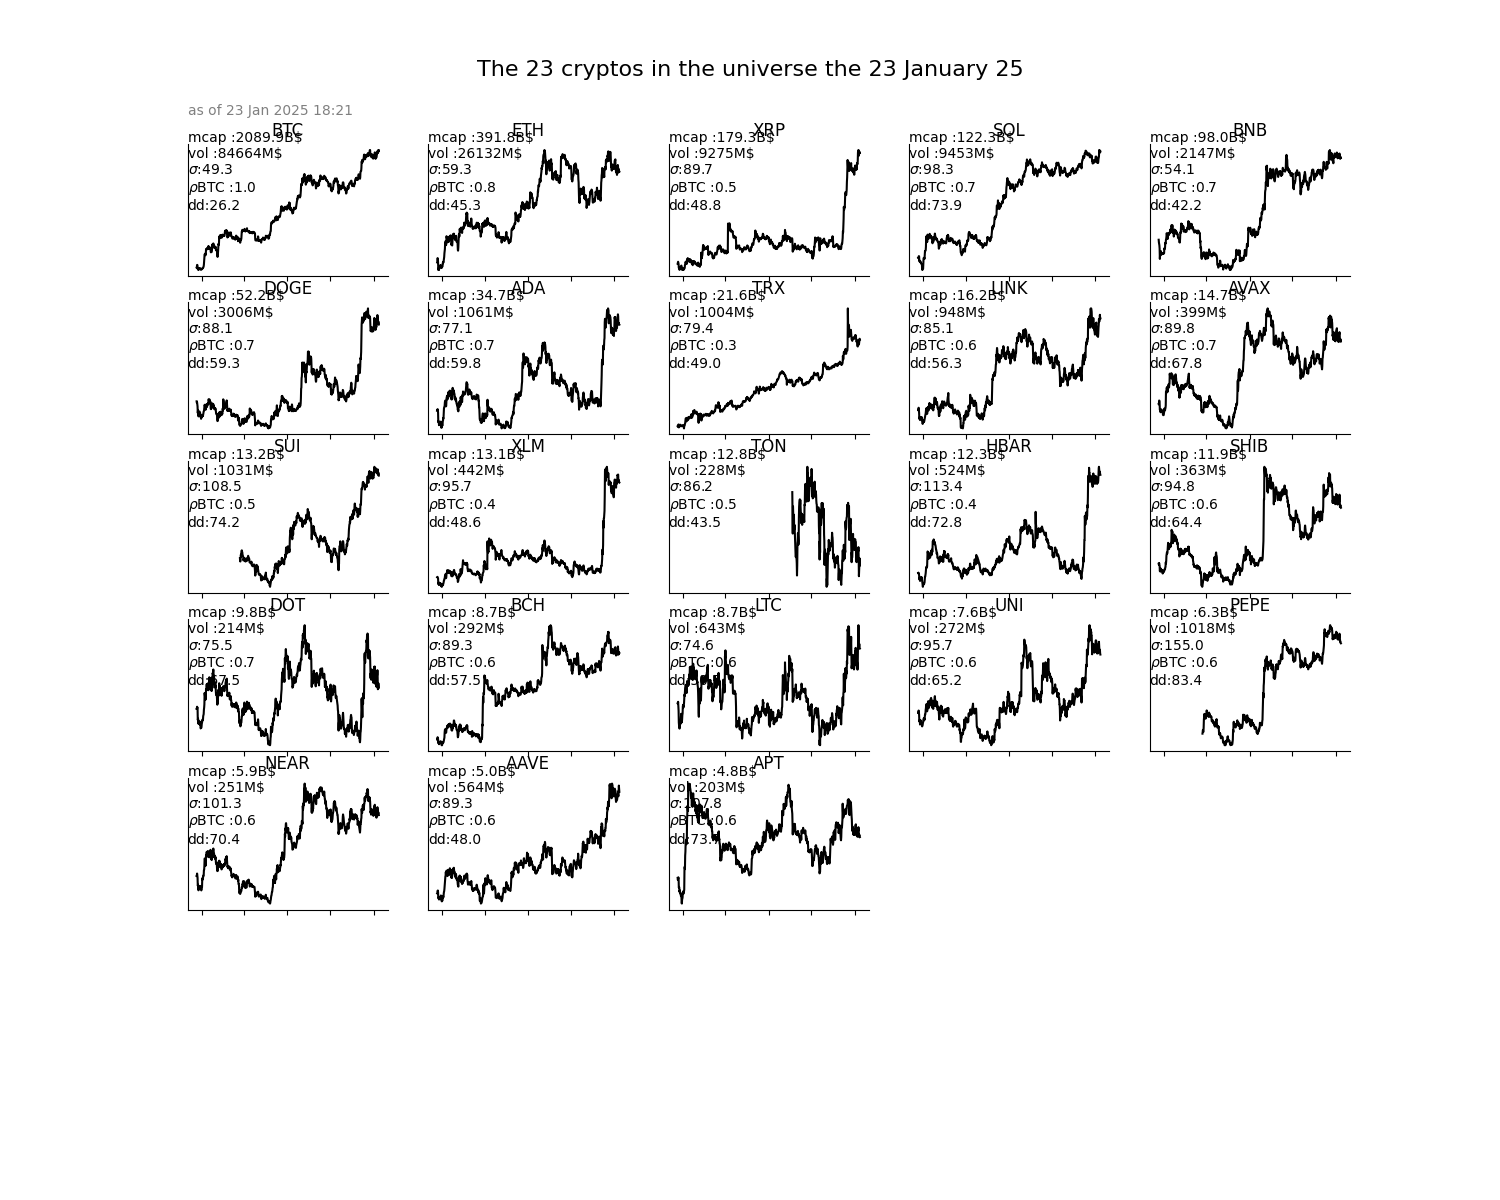 The 23 cryptos in the universe the 23 January 25
as of 23 Jan 2025 18:21
BTC
mcap :2089.9B$
vol :84664M$
σ:49.3
ρBTC :1.0
dd:26.2
ETH
mcap :391.8B$
vol :26132M$
σ:59.3
ρBTC :0.8
dd:45.3
XRP
mcap :179.3B$
vol :9275M$
σ:89.7
ρBTC :0.5
dd:48.8
SOL
mcap :122.3B$
vol :9453M$
σ:98.3
ρBTC :0.7
dd:73.9
BNB
mcap :98.0B$
vol :2147M$
σ:54.1
ρBTC :0.7
dd:42.2
DOGE
mcap :52.2B$
vol :3006M$
σ:88.1
ρBTC :0.7
dd:59.3
ADA
mcap :34.7B$
vol :1061M$
σ:77.1
ρBTC :0.7
dd:59.8
TRX
mcap :21.6B$
vol :1004M$
σ:79.4
ρBTC :0.3
dd:49.0
LINK
mcap :16.2B$
vol :948M$
σ:85.1
ρBTC :0.6
dd:56.3
AVAX
mcap :14.7B$
vol :399M$
σ:89.8
ρBTC :0.7
dd:67.8
SUI
mcap :13.2B$
vol :1031M$
σ:108.5
ρBTC :0.5
dd:74.2
XLM
mcap :13.1B$
vol :442M$
σ:95.7
ρBTC :0.4
dd:48.6
TON
mcap :12.8B$
vol :228M$
σ:86.2
ρBTC :0.5
dd:43.5
HBAR
mcap :12.3B$
vol :524M$
σ:113.4
ρBTC :0.4
dd:72.8
SHIB
mcap :11.9B$
vol :363M$
σ:94.8
ρBTC :0.6
dd:64.4
DOT
mcap :9.8B$
vol :214M$
σ:75.5
ρBTC :0.7
BCH
mcap :8.7B$
vol :292M$
σ:89.3
ρBTC :0.6
dd:57.5
LTC
mcap :8.7B$
vol :643M$
σ:74.6
ρBTC :0.6
UNI
mcap :7.6B$
vol :272M$
σ:95.7
ρBTC :0.6
dd:65.2
PEPE
mcap :6.3B$
vol :1018M$
σ:155.0
ρBTC :0.6
dd:83.4
NEAR
mcap :5.9B$
vol :251M$
σ:101.3
ρBTC :0.6
dd:70.4
AAVE
mcap :5.0B$
vol :564M$
σ:89.3
ρBTC :0.6
dd:48.0
APT
mcap :4.8B$
vol :203M$
σ:107.8
ρBTC :0.6